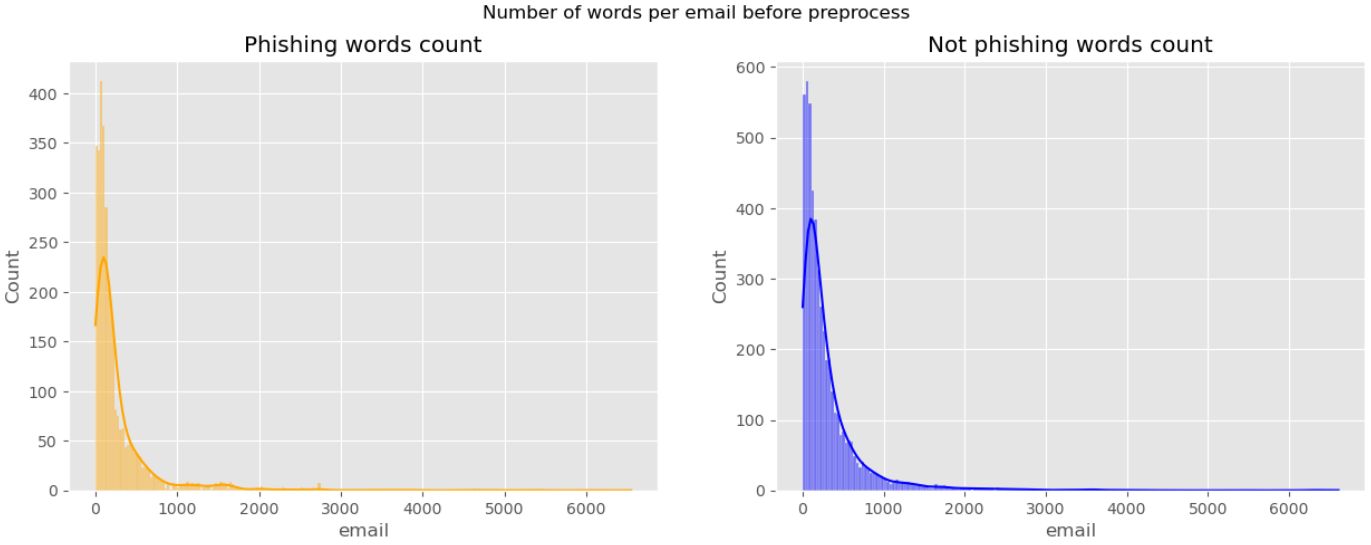 Number of words per email before preprocess
Phishing words count
Count
400
350
300
250
200
150
100
50
0
0 1000 2000 3000 4000 5000 6000
email
Not phishing words count
Count
600
500
400
300
200
100
0
0 1000 2000 3000 4000 5000 6000
email